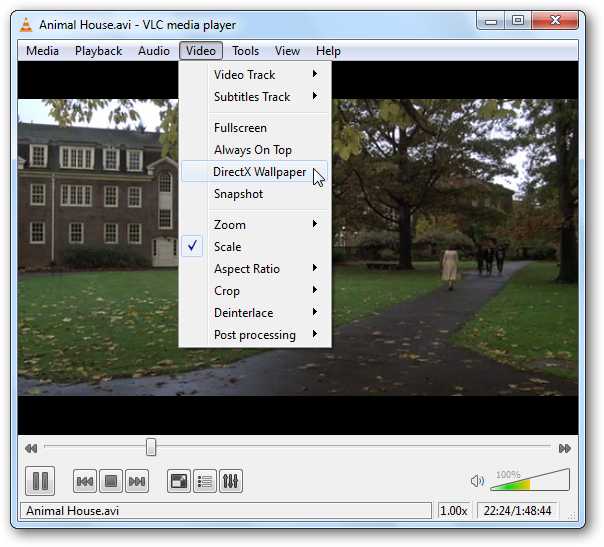 Animal House.avi - VLC media player
Media Playback Audio Video Tools View Help
Video Track
Subtitles Track
Fullscreen
Always On Top
DirectX Wallpaper
Snapshot
Zoom
Scale
Aspect Ratio
Crop
Deinterlace
Post processing
100%
Animal House.avi 1.00x 22:24/1:48:44